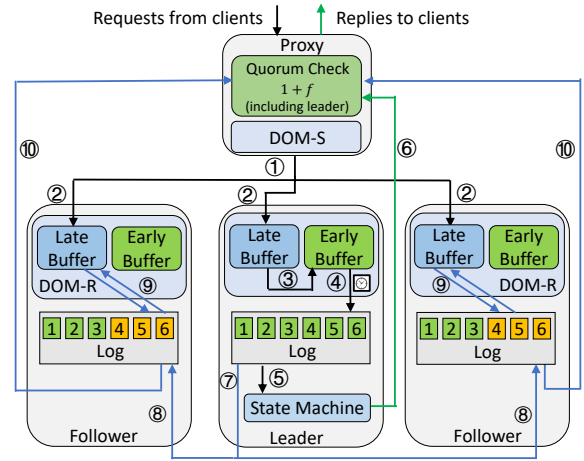 Requests from clients
Replies to clients
Proxy
Quorum Check
1 + f
(including leader)
DOM-S
①
⑩
⑥
⑩
②
②
②
Late
Buffer
Early
Buffer
DOM-R
⑨
Late
Buffer
Early
Buffer
③
④
Late
Buffer
Early
Buffer
DOM-R
⑨
1 2 3 4 5 6
Log
1 2 3 4 5 6
Log
1 2 3 4 5 6
Log
⑦
⑤
State Machine
⑧
⑧
Follower
Leader
Follower